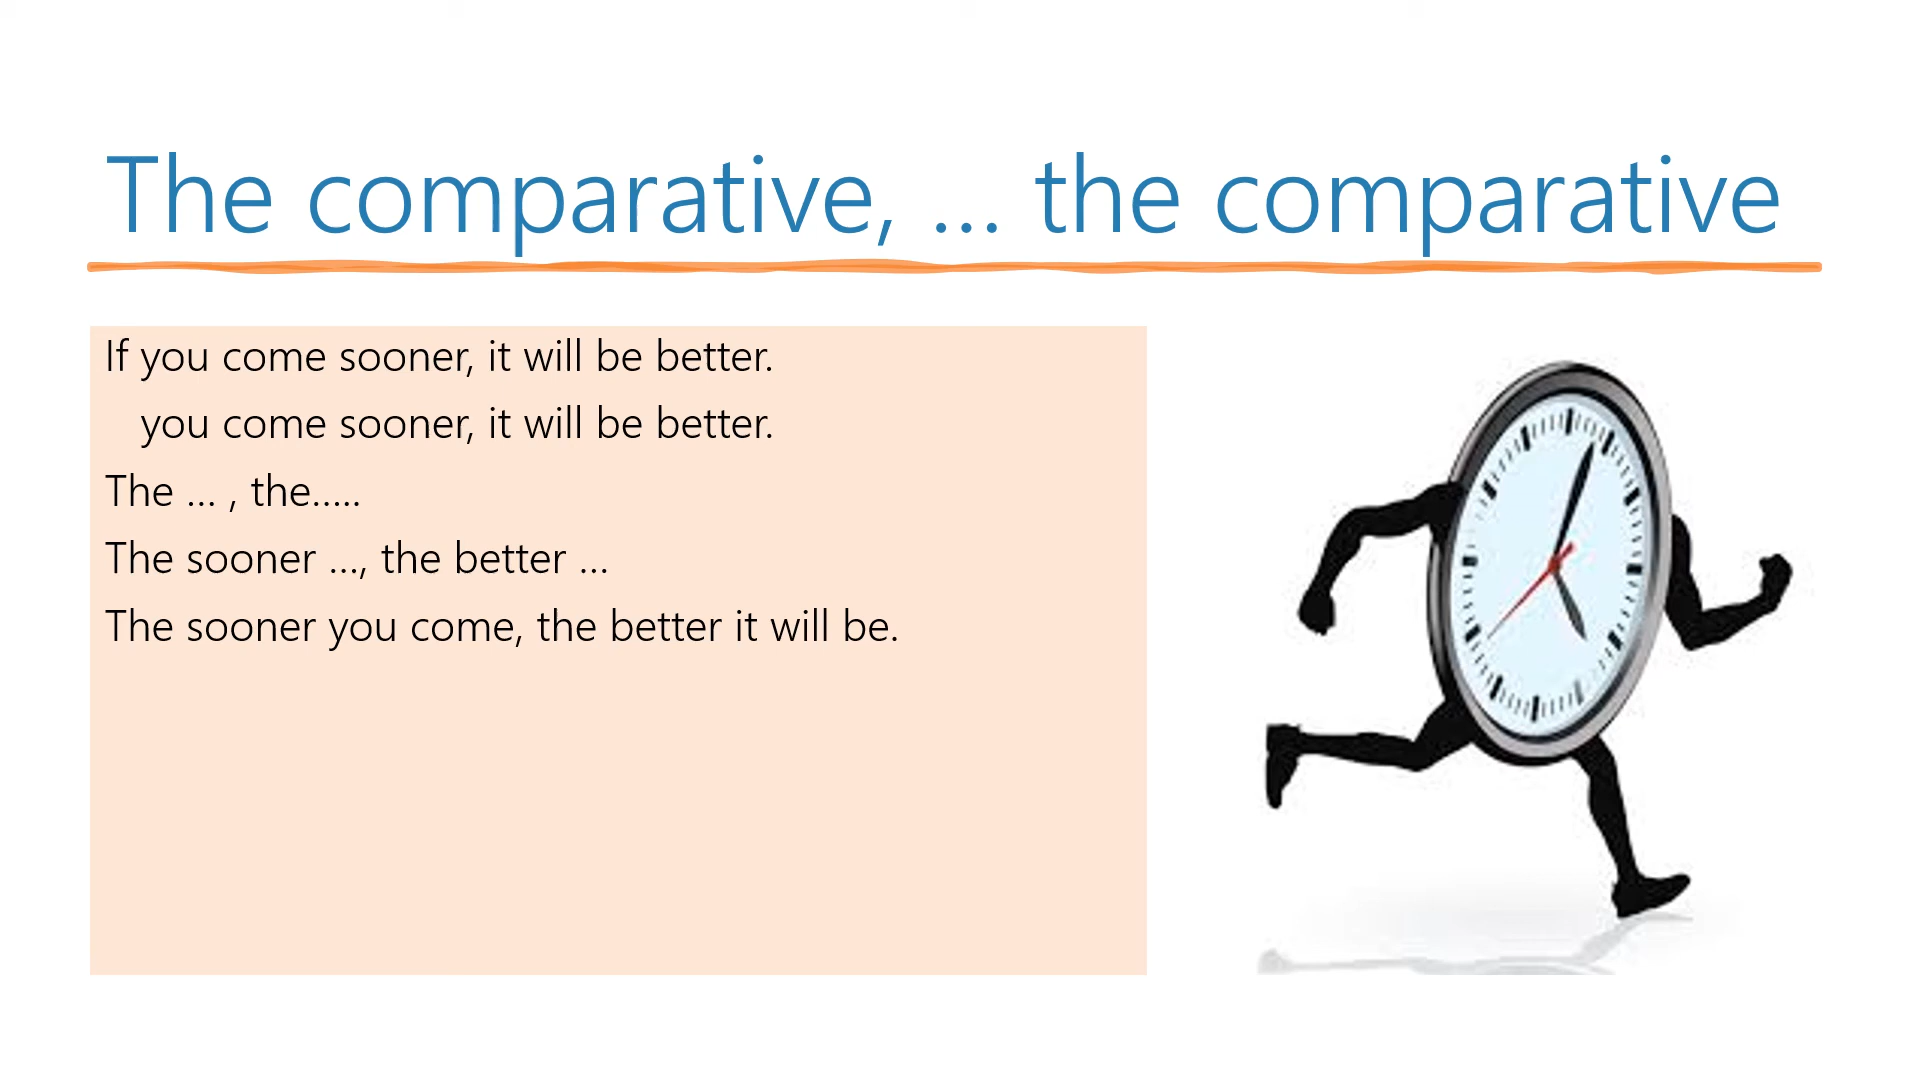 The comparative, ... the comparative
If you come sooner, it will be better.
you come sooner, it will be better.
The ... , the.....
The sooner ..., the better ...
The sooner you come, the better it will be.